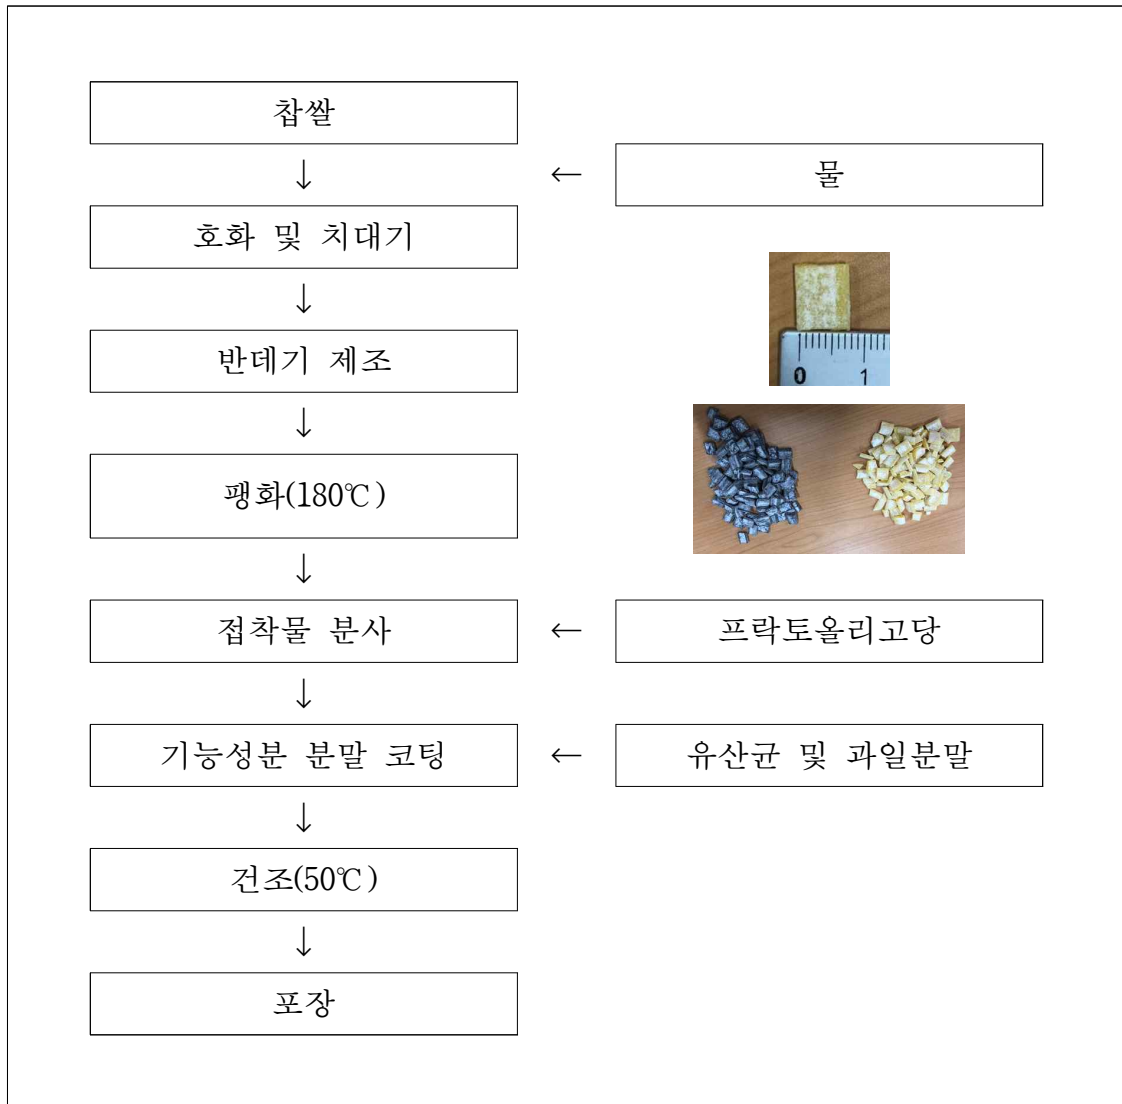 찹쌀
↓
← 물
호화 및 치대기
↓
반데기 제조
0 1
↓
팽화(180℃)
↓
접착물 분사 ← 프락토올리고당
↓
기능성분 분말 코팅 ← 유산균 및 과일분말
↓
건조(50℃)
↓
포장